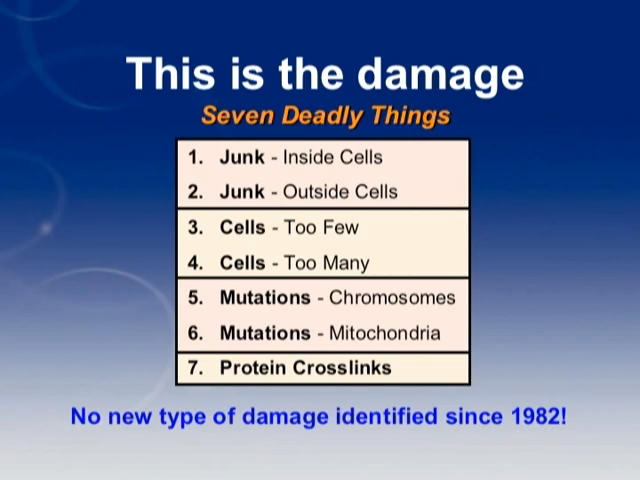 This is the damage
Seven Deadly Things
1. Junk - Inside Cells
2. Junk - Outside Cells
3. Cells - Too Few
4. Cells - Too Many
5. Mutations - Chromosomes
6. Mutations - Mitochondria
7. Protein Crosslinks
No new type of damage identified since 1982!